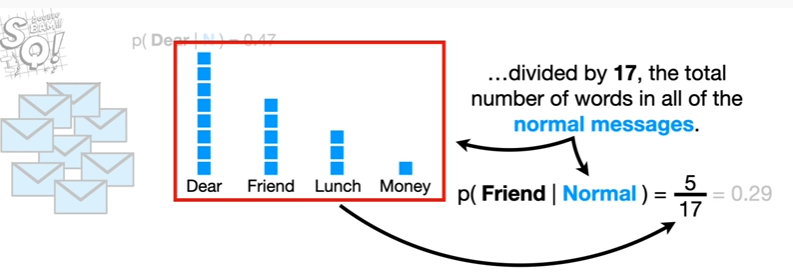 p( Dear | N ) = 0.47
...divided by 17, the total
number of words in all of the
normal messages.
Dear Friend Lunch Money
p( Friend | Normal ) = 5/17 = 0.29